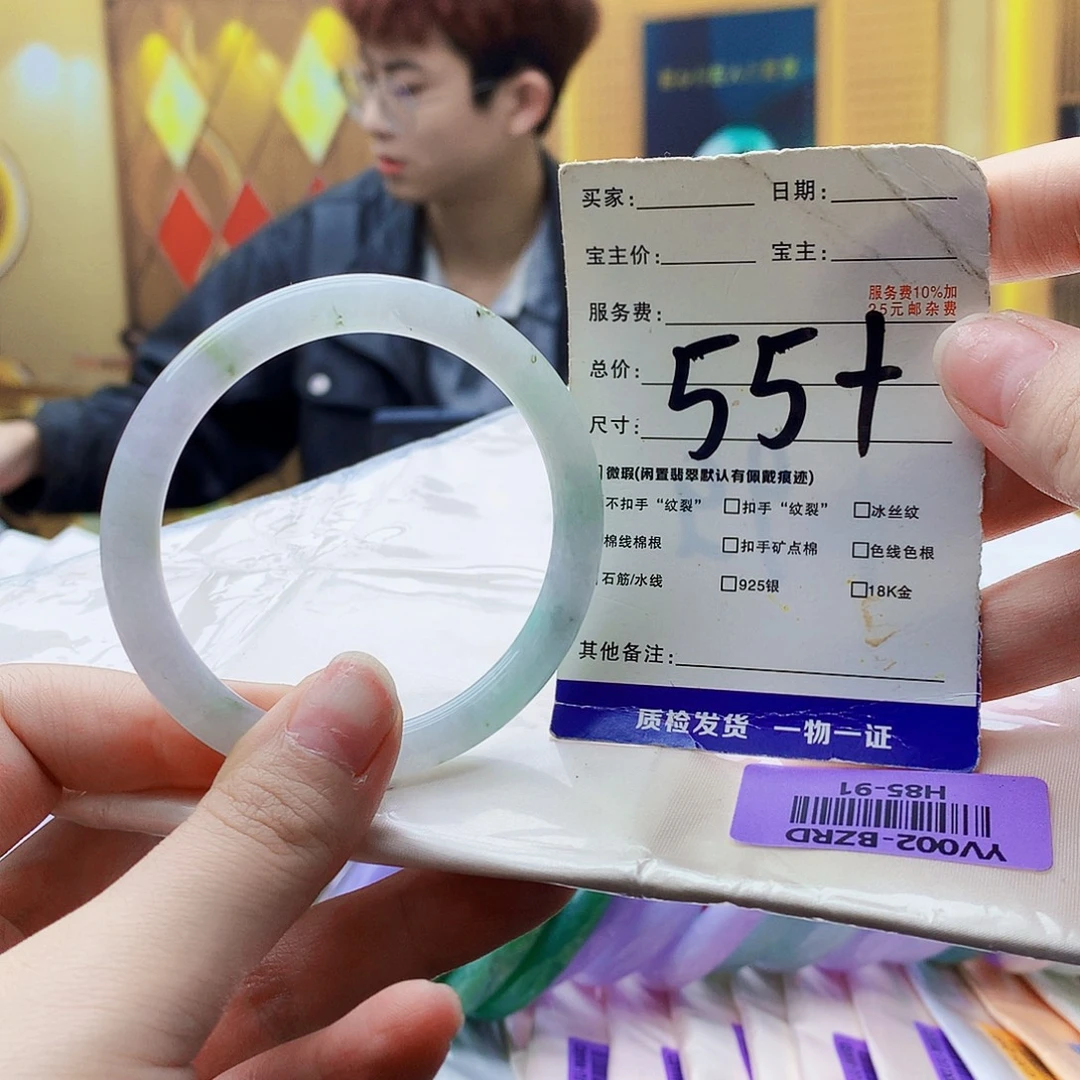 买家: 日期:
宝主价: 宝主:
服务费:
服务费10%加
25元邮杂费
总价:
55+
尺寸:
微瑕(闲置翡翠默认有佩戴痕迹)
不扣手“纹裂” 扣手“纹裂” 冰丝纹
棉线棉根 扣手矿点棉 色线色根
石筋/水线 925银 18K金
其他备注:
质检发货 一物一证
YV002-BZRD
H85-91